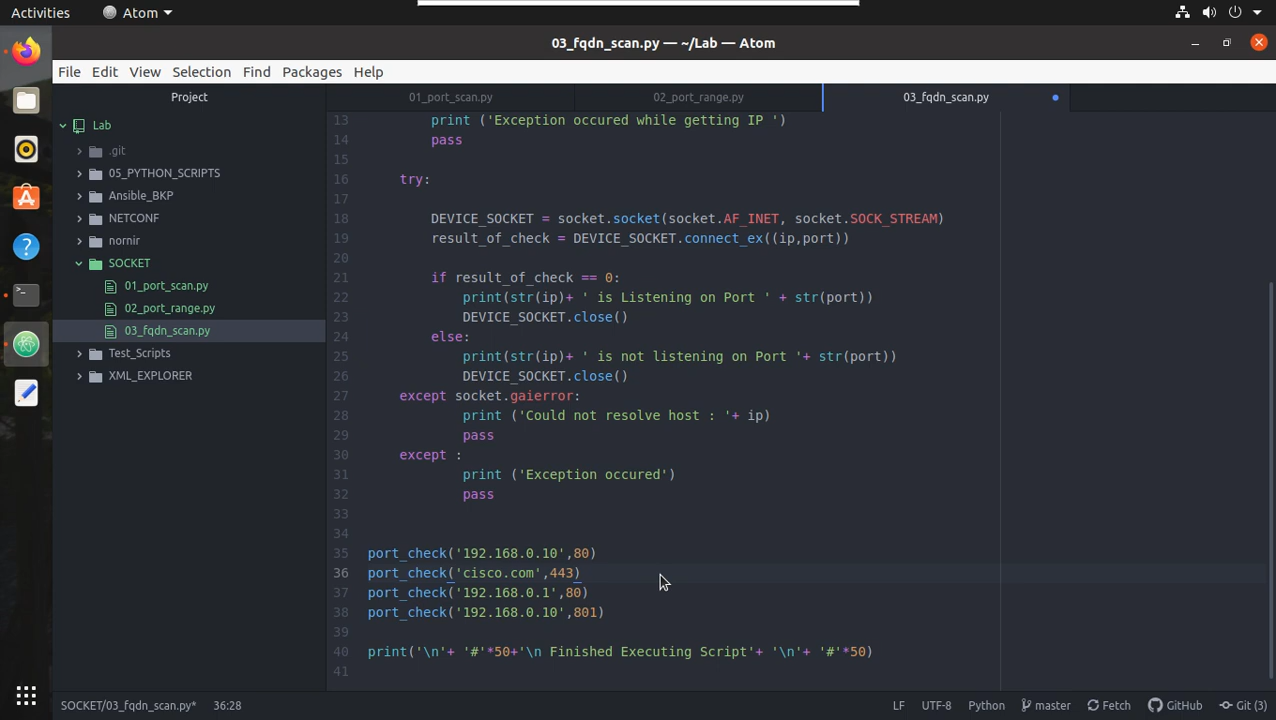 Activities Atom
03_fqdn_scan.py — ~/Lab — Atom
File Edit View Selection Find Packages Help
Project
01_port_scan.py 02_port_range.py 03_fqdn_scan.py
Lab
.git
05_PYTHON_SCRIPTS
Ansible_BKP
NETCONF
nornir
SOCKET
01_port_scan.py
02_port_range.py
03_fqdn_scan.py
Test_Scripts
XML_EXPLORER
13 print ('Exception occured while getting IP ')
14 pass
15
16 try:
17
18 DEVICE_SOCKET = socket.socket(socket.AF_INET, socket.SOCK_STREAM)
19 result_of_check = DEVICE_SOCKET.connect_ex((ip,port))
20
21 if result_of_check == 0:
22 print(str(ip)+ ' is Listening on Port ' + str(port))
23 DEVICE_SOCKET.close()
24 else:
25 print(str(ip)+ ' is not listening on Port '+ str(port))
26 DEVICE_SOCKET.close()
27 except socket.gaierror:
28 print ('Could not resolve host : '+ ip)
29 pass
30 except :
31 print ('Exception occured')
32 pass
33
34
35 port_check('192.168.0.10',80)
36 port_check('cisco.com',443)
37 port_check('192.168.0.1',80)
38 port_check('192.168.0.10',801)
39
40 print('\n'+ '#'*50+'\n Finished Executing Script'+ '\n'+ '#'*50)
41
SOCKET/03_fqdn_scan.py* 36:28 LF UTF-8 Python master Fetch GitHub Git (3)